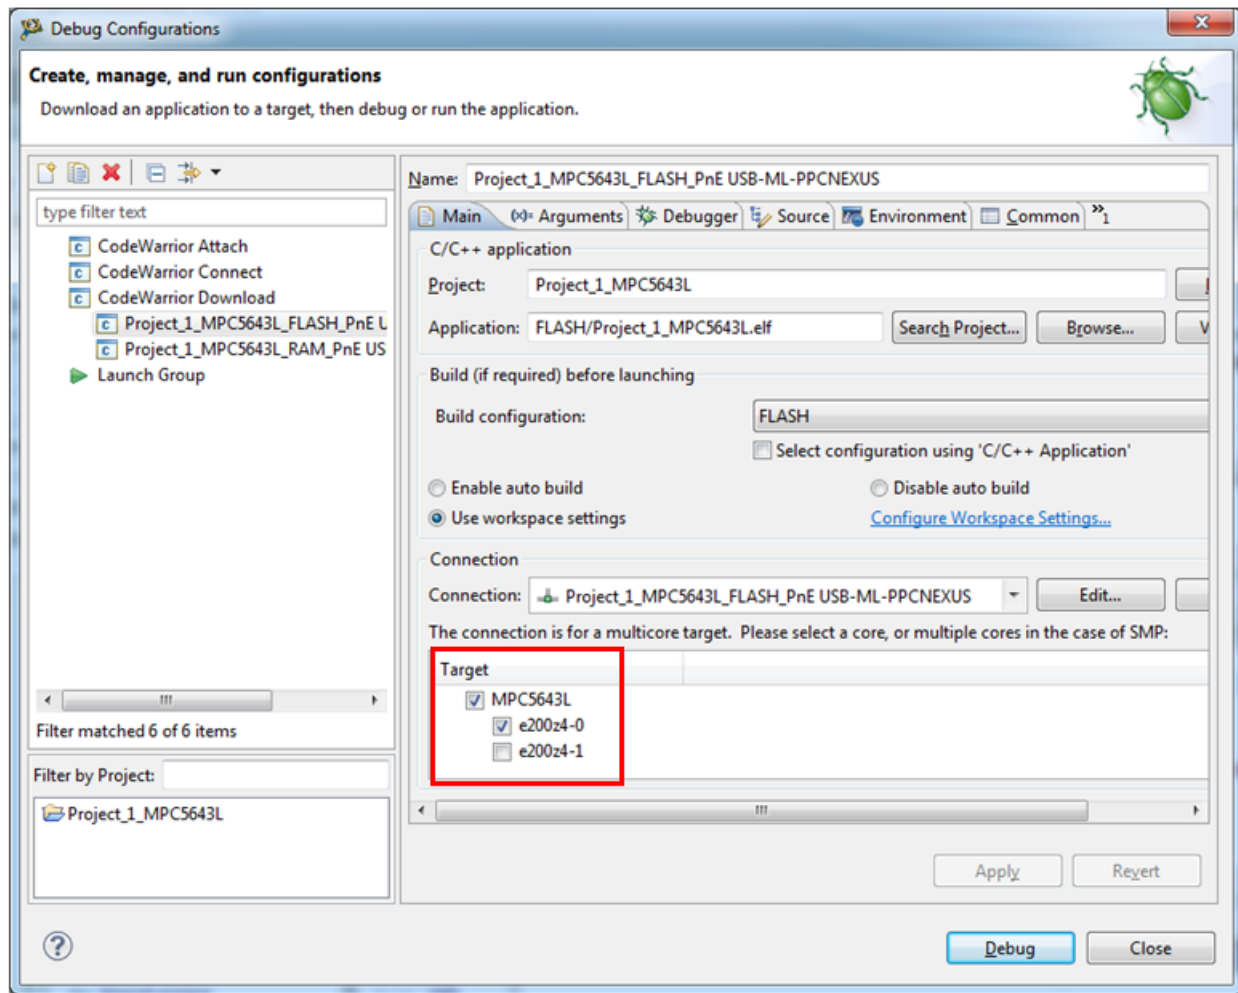 Debug Configurations
Create, manage, and run configurations
Download an application to a target, then debug or run the application.
type filter text
CodeWarrior Attach
CodeWarrior Connect
CodeWarrior Download
Project_1_MPC5643L_FLASH_PnE U
Project_1_MPC5643L_RAM_PnE US
Launch Group
Filter matched 6 of 6 items
Filter by Project:
Project_1_MPC5643L
Name: Project_1_MPC5643L_FLASH_PnE USB-ML-PPCNEXUS
Main (x)= Arguments Debugger Source Environment Common »1
C/C++ application
Project: Project_1_MPC5643L
Application: FLASH/Project_1_MPC5643L.elf Search Project... Browse... V
Build (if required) before launching
Build configuration: FLASH
Select configuration using 'C/C++ Application'
Enable auto build Disable auto build
Use workspace settings Configure Workspace Settings...
Connection
Connection: Project_1_MPC5643L_FLASH_PnE USB-ML-PPCNEXUS Edit...
The connection is for a multicore target. Please select a core, or multiple cores in the case of SMP:
Target
MPC5643L
e200z4-0
e200z4-1
Apply Revert
Debug Close